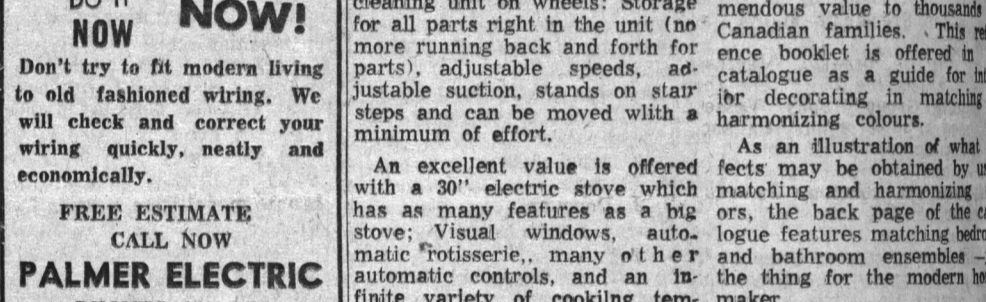 DO IT
NOW
NOW!
Don't try to fit modern living
to old fashioned wiring. We
will check and correct your
wiring quickly, neatly and
economically.
FREE ESTIMATE
CALL NOW
PALMER ELECTRIC
cleaning unit on wheels: Storage
for all parts right in the unit (no
more running back and forth for
parts), adjustable speeds, ad-
justable suction, stands on stair
steps and can be moved wlith a
minimum of effort.
An excellent value is offered
with a 30" electric stove which
has as many features as a big
stove; Visual windows, auto-
matic rotisserie,. many other
automatic controls, and an in-
finite variety of cookilng tem-
mendous value to thousands
Canadian families. This
ence booklet is offered in
catalogue as a guide for
ibr decorating in matching
harmonizing colours.
As an illustration of what
fects may be obtained by
matching and harmonizing
ors, the back page of the
logue features matching
and bathroom ensembles —
the thing for the modern
maker